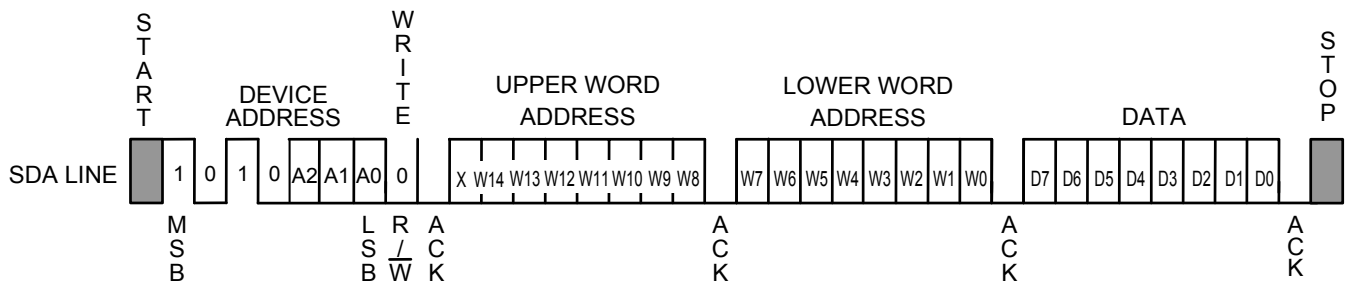 START
WRITE
STOP
DEVICE
ADDRESS
UPPER WORD
ADDRESS
LOWER WORD
ADDRESS
DATA
SDA LINE
1 0 1 0 A2 A1 A0 0
X W14 W13 W12 W11 W10 W9 W8
W7 W6 W5 W4 W3 W2 W1 W0
D7 D6 D5 D4 D3 D2 D1 D0
MSB
LSB
R/W
ACK
ACK
ACK
ACK